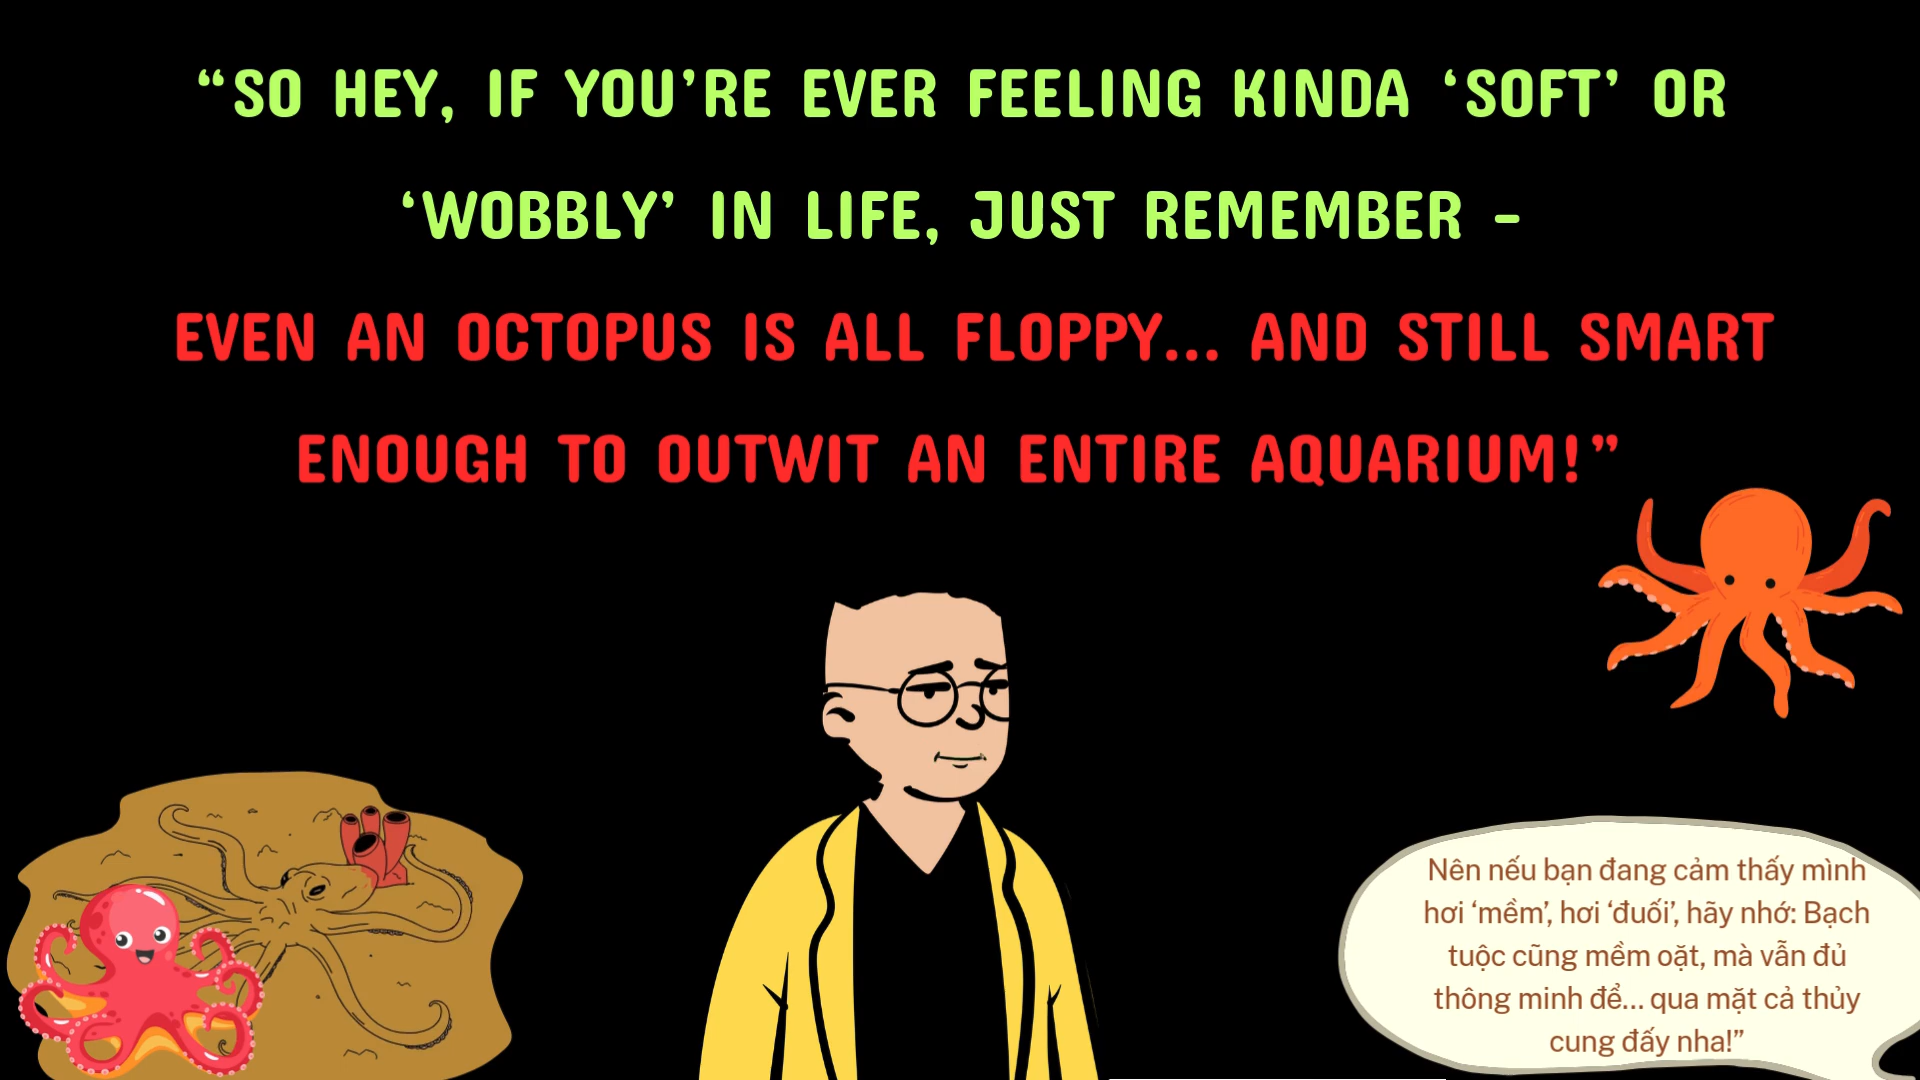 “SO HEY, IF YOU’RE EVER FEELING KINDA ‘SOFT’ OR
‘WOBBLY’ IN LIFE, JUST REMEMBER –
EVEN AN OCTOPUS IS ALL FLOPPY... AND STILL SMART
ENOUGH TO OUTWIT AN ENTIRE AQUARIUM!”
Nên nếu bạn đang cảm thấy mình
hơi ‘mềm’, hơi ‘đuối’, hãy nhớ: Bạch
tuộc cũng mềm oặt, mà vẫn đủ
thông minh để... qua mặt cả thủy
cung đấy nha!”